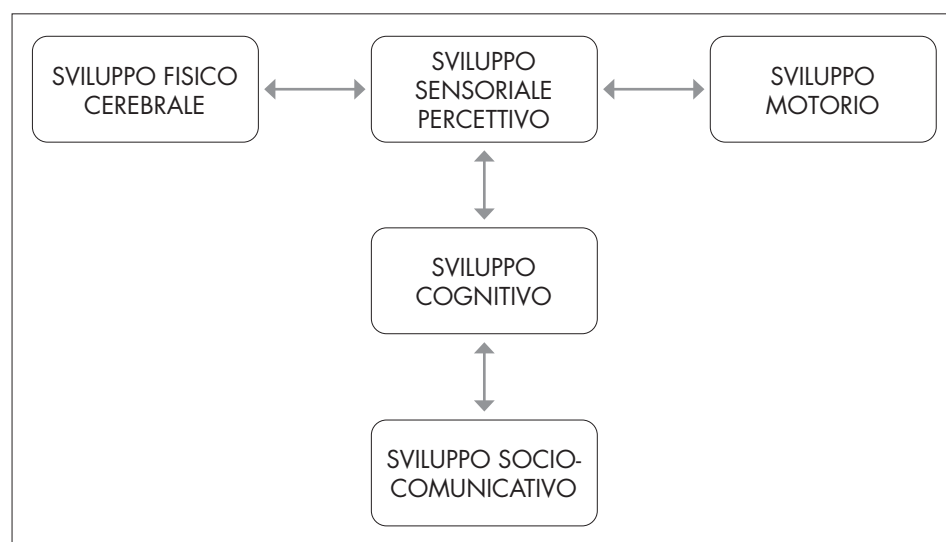 SVILUPPO FISICO
CEREBRALE
SVILUPPO
SENSORIALE
PERCETTIVO
SVILUPPO
MOTORIO
SVILUPPO
COGNITIVO
SVILUPPO SOCIO-
COMUNICATIVO